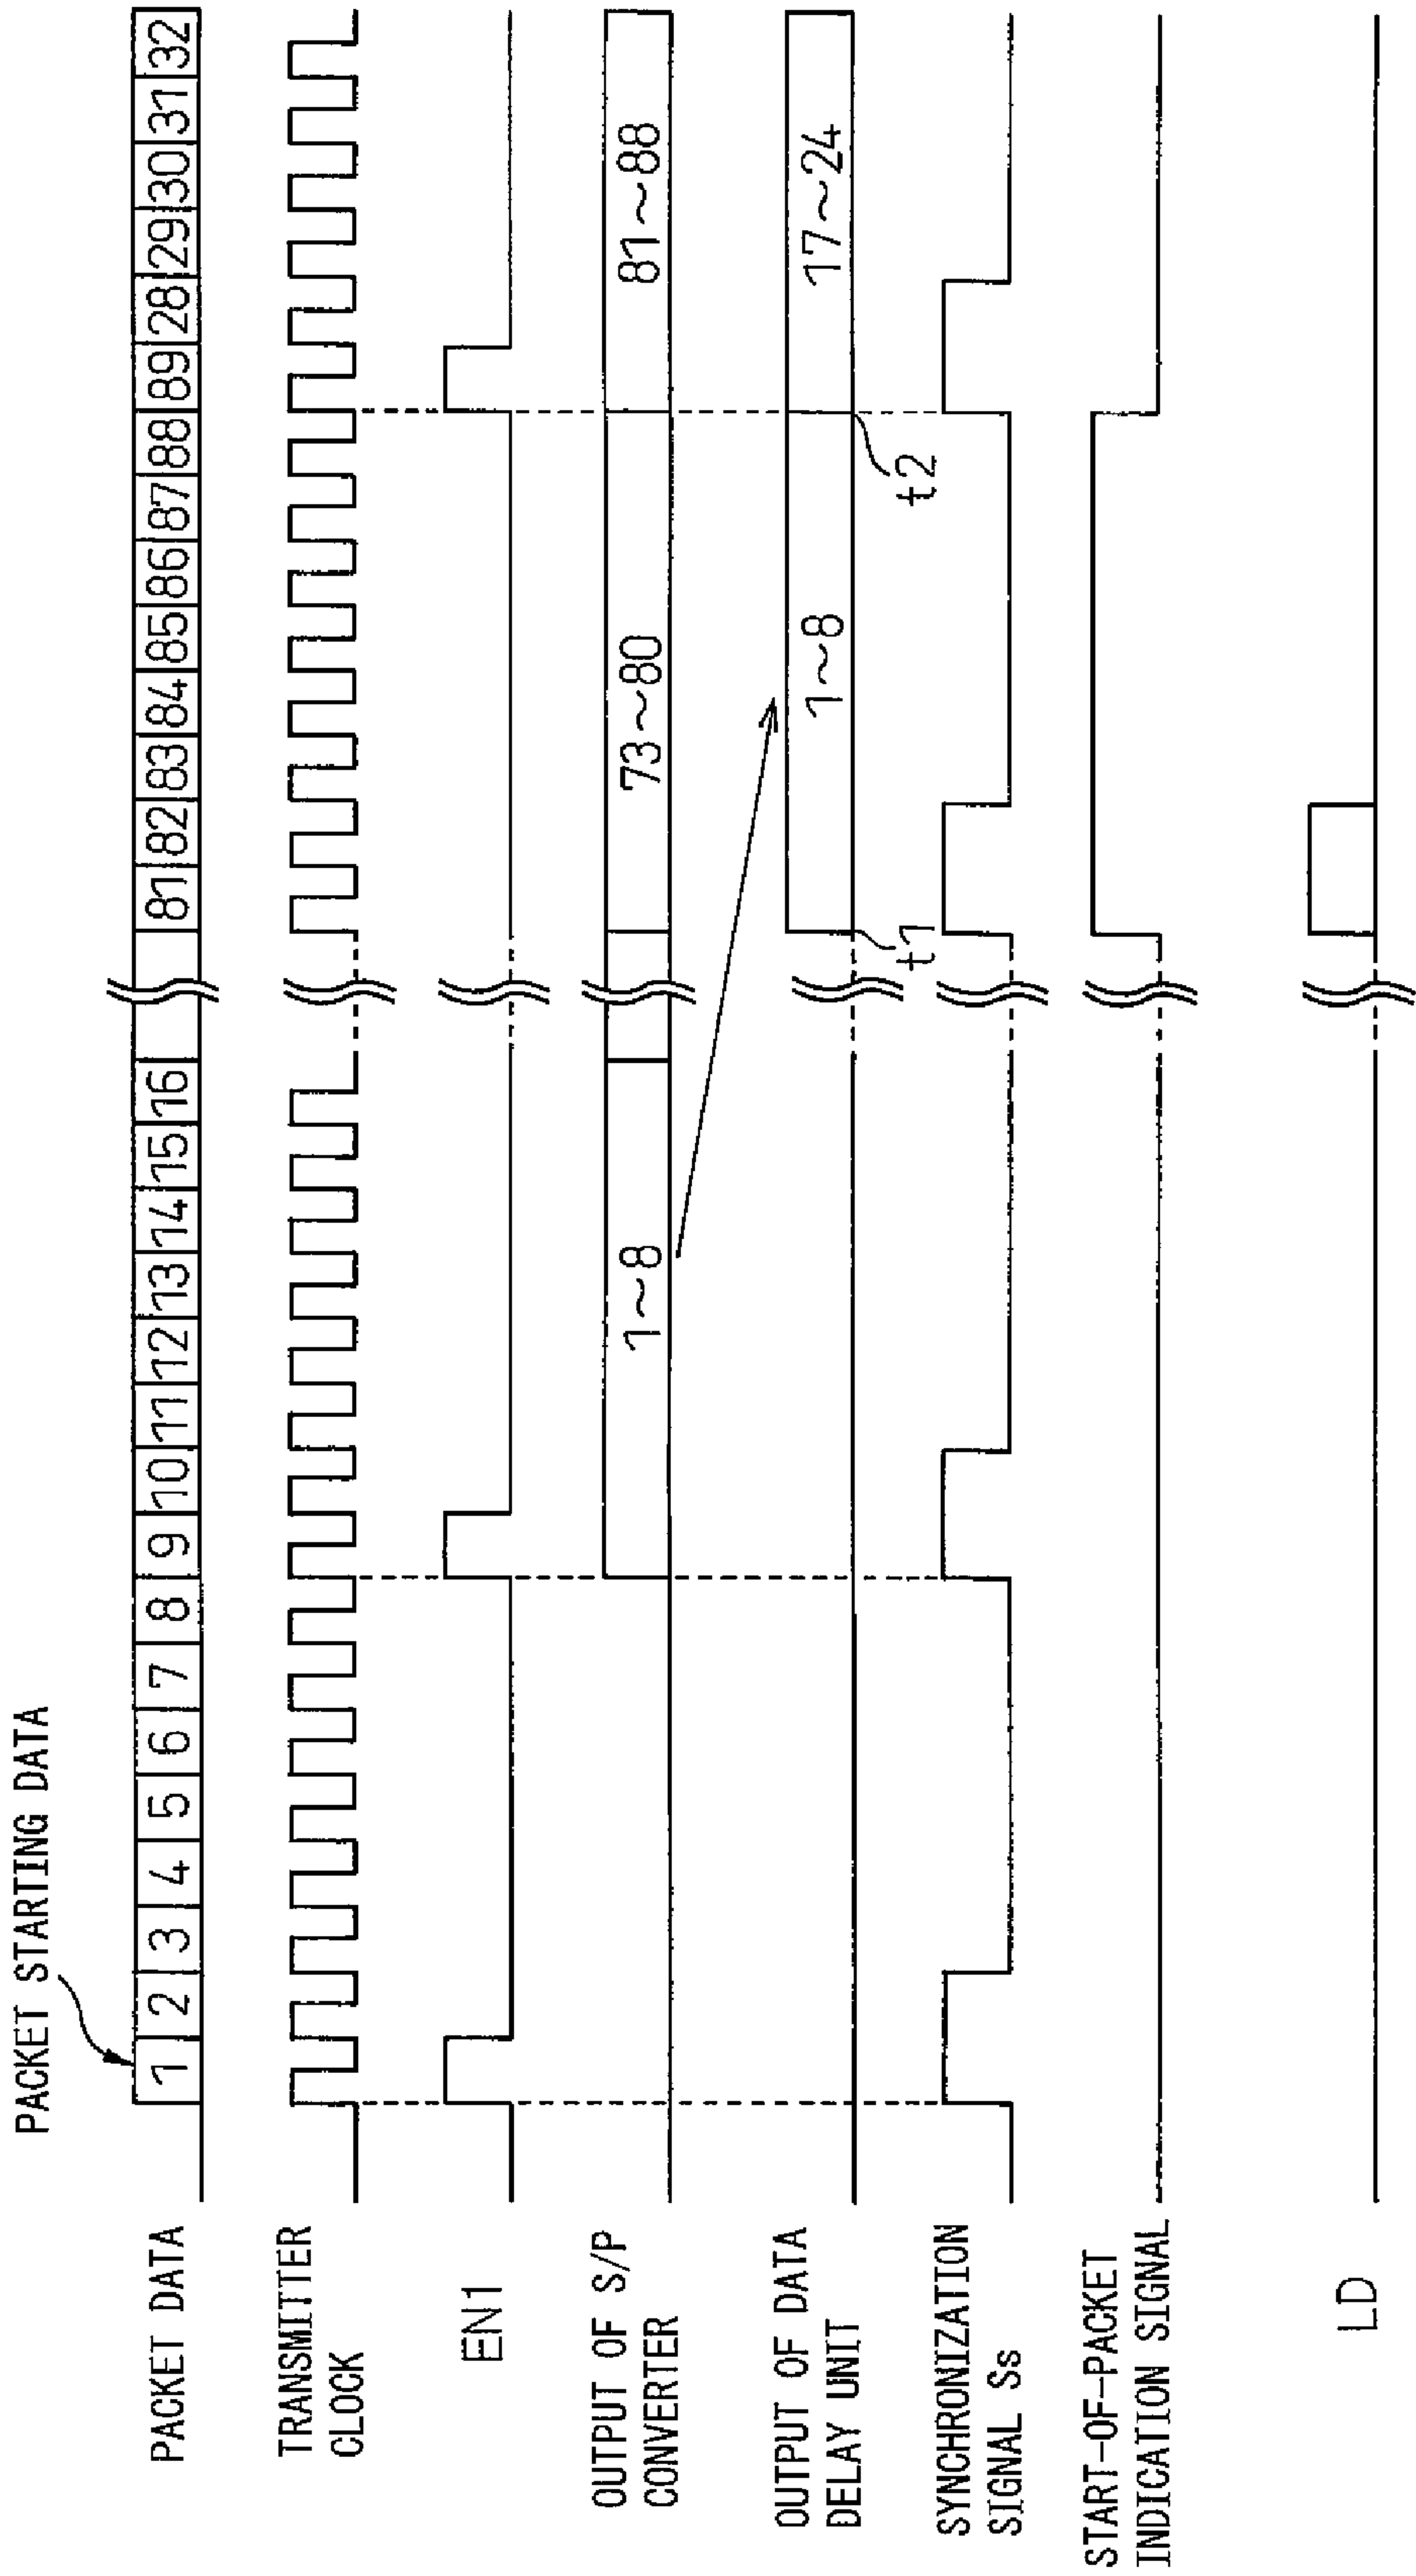 PACKET STARTING DATA
PACKET DATA
1 2 3 4 5 6 7 8 9 10 11 12 13 14 15 16 81 82 83 84 85 86 87 88 89 28 29 30 31 32
TRANSMITTER
CLOCK
EN1
OUTPUT OF S/P
CONVERTER
1~8 73~80 81~88
OUTPUT OF DATA
DELAY UNIT
1~8 17~24
t1 t2
SYNCHRONIZATION
SIGNAL Ss
START-OF-PACKET
INDICATION SIGNAL
LD